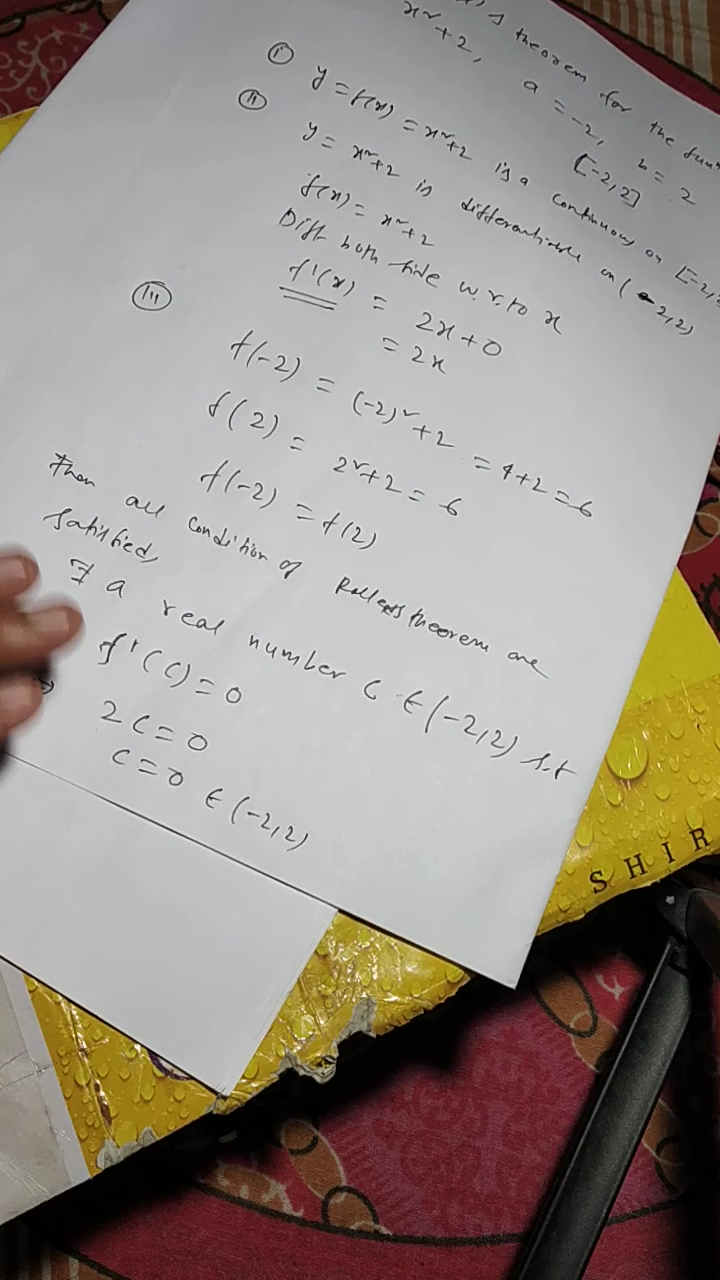 's theorem for the
x²+2, a = -2, b = 2
[-2,2]
(i) y = f(x) = x²+2 is a continuous on [-2,2
(ii) y = x²+2 is differentiable on (-2,2)
f(x) = x²+2
Diff both side w.r.to x
f'(x) = 2x+0
= 2x
(iii) f(-2) = (-2)²+2 = 4+2 = 6
f(2) = 2²+2 = 6
f(-2) = f(2)
Then all condition of Rolle's theorem are
satisfied,
∃ a real number C ∈ (-2,2) s.t
f'(C) = 0
2C = 0
C = 0 ∈ (-2,2)
SHIR